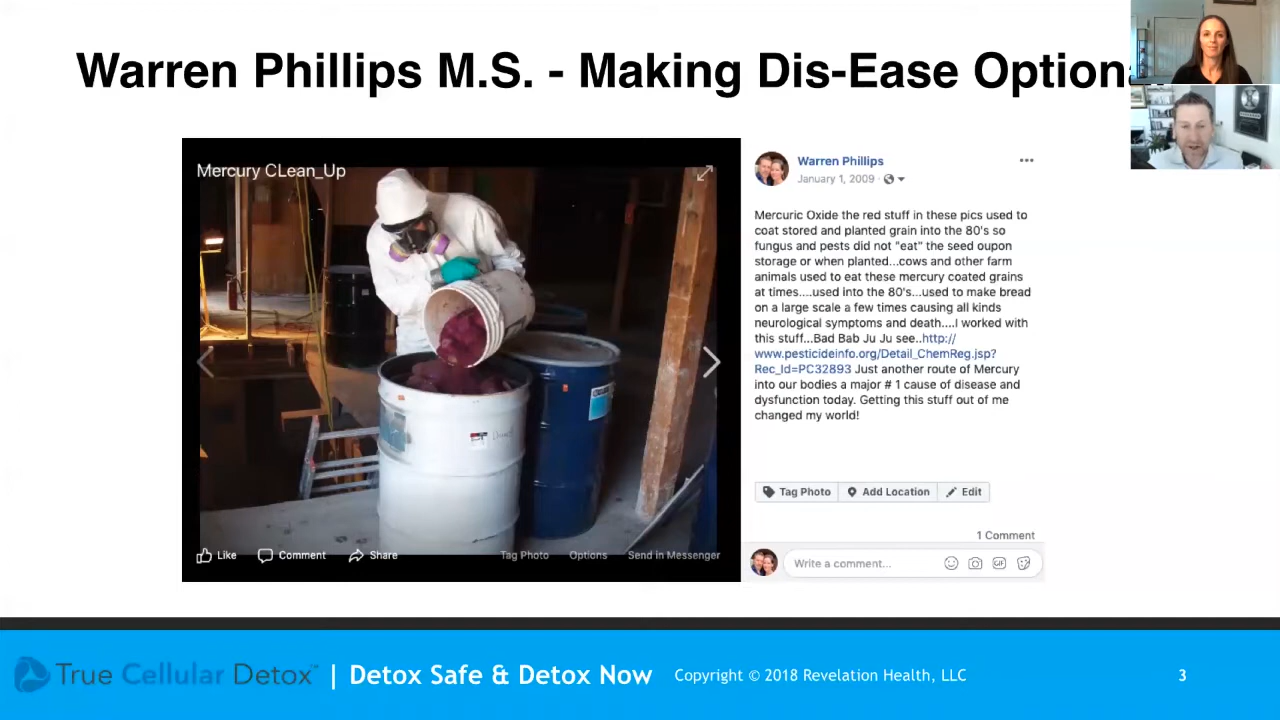 Warren Phillips M.S. - Making Dis-Ease Optiona
Mercury CLean_Up
Like
Comment
Share
Tag Photo
Options
Send in Messenger
Warren Phillips
January 1, 2009
Mercuric Oxide the red stuff in these pics used to
coat stored and planted grain into the 80's so
fungus and pests did not "eat" the seed oupon
storage or when planted...cows and other farm
animals used to eat these mercury coated grains
at times....used into the 80's...used to make bread
on a large scale a few times causing all kinds
neurological symptoms and death....I worked with
this stuff...Bad Bab Ju Ju see..http://
www.pesticideinfo.org/Detail_ChemReg.jsp?
Rec_Id=PC32893 Just another route of Mercury
into our bodies a major # 1 cause of disease and
dysfunction today. Getting this stuff out of me
changed my world!
Tag Photo
Add Location
Edit
1 Comment
Write a comment...
GIF
True Cellular Detox™ | Detox Safe & Detox Now Copyright © 2018 Revelation Health, LLC 3